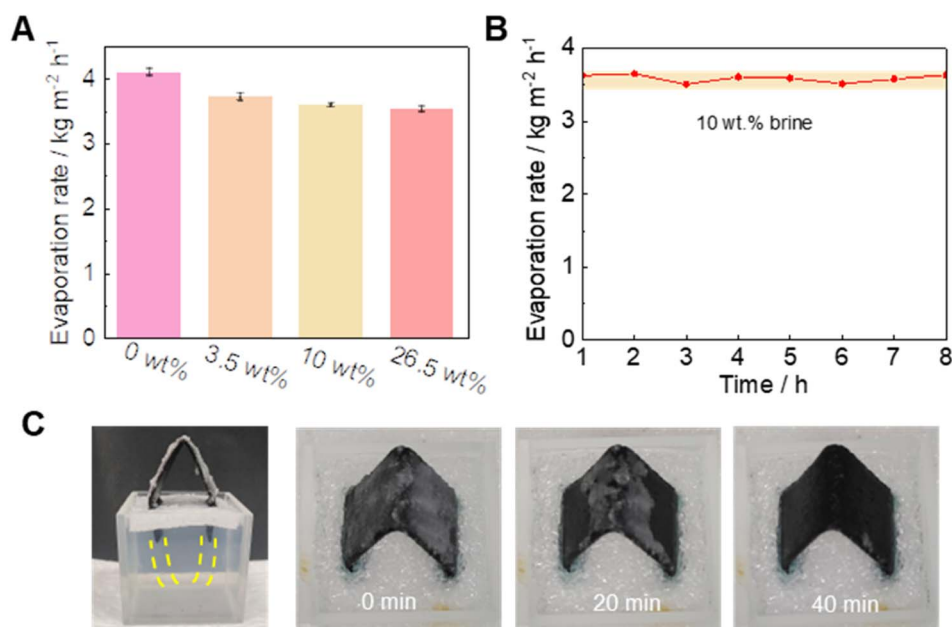 A
Evaporation rate / kg m⁻² h⁻¹
4
3
2
1
0
0 wt%
3.5 wt%
10 wt%
26.5 wt%
B
Evaporation rate / kg m⁻² h⁻¹
4
3
2
1
0
10 wt.% brine
1 2 3 4 5 6 7 8
Time / h
C
0 min
20 min
40 min